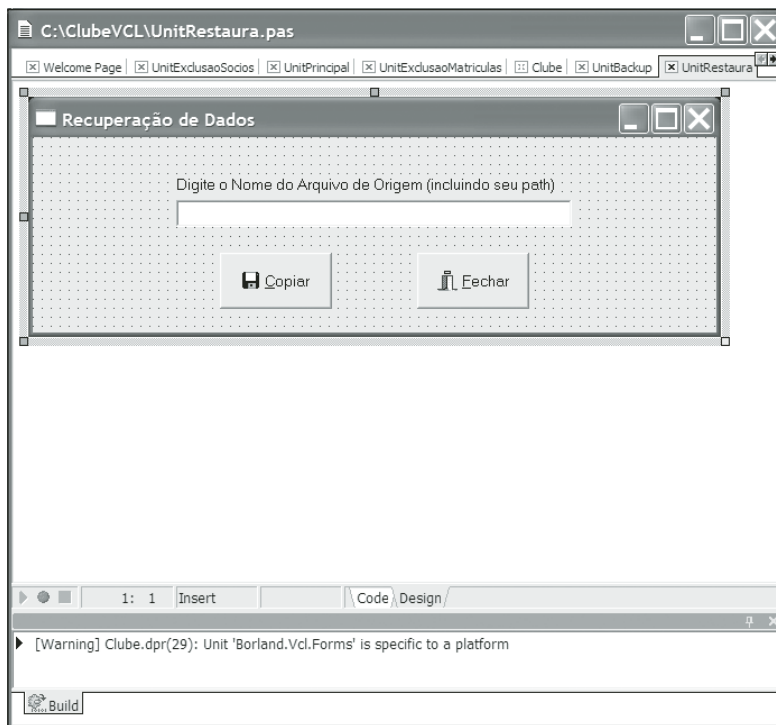 C:\ClubeVCL\UnitRestaura.pas
Welcome Page UnitExclusaoSocios UnitPrincipal UnitExclusaoMatriculas Clube UnitBackup UnitRestaura
Recuperação de Dados
Digite o Nome do Arquivo de Origem (incluindo seu path)
Copiar Fechar
1: 1 Insert Code Design
[Warning] Clube.dpr(29): Unit 'Borland.Vcl.Forms' is specific to a platform
Build